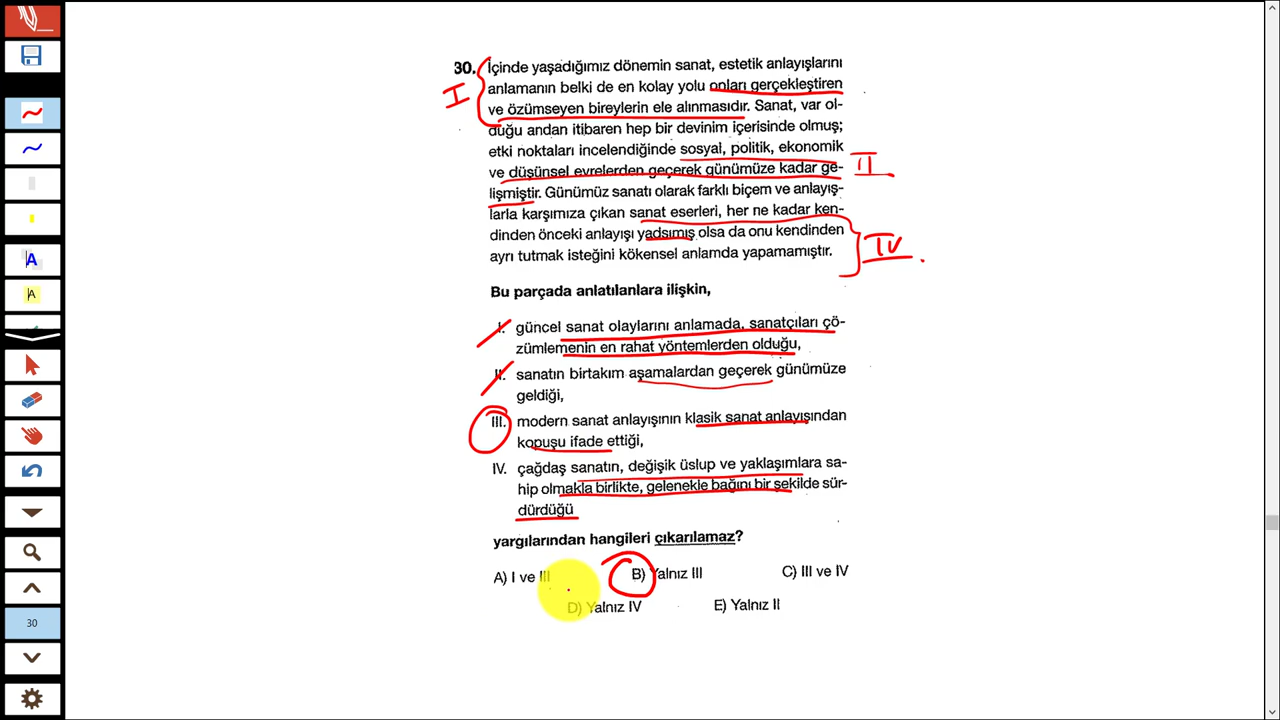 30. İçinde yaşadığımız dönemin sanat, estetik anlayışlarını
anlamanın belki de en kolay yolu onları gerçekleştiren
ve özümseyen bireylerin ele alınmasıdır. Sanat, var ol-
duğu andan itibaren hep bir devinim içerisinde olmuş;
etki noktaları incelendiğinde sosyal, politik, ekonomik
ve düşünsel evrelerden geçerek günümüze kadar ge-
lişmiştir. Günümüz sanatı olarak farklı biçem ve anlayış-
larla karşımıza çıkan sanat eserleri, her ne kadar ken-
dinden önceki anlayışı yadsımış olsa da onu kendinden
ayrı tutmak isteğini kökensel anlamda yapamamıştır.
I
II
IV
Bu parçada anlatılanlara ilişkin,
I. güncel sanat olaylarını anlamada, sanatçıları çö-
zümlemenin en rahat yöntemlerden olduğu,
II. sanatın birtakım aşamalardan geçerek günümüze
geldiği,
III. modern sanat anlayışının klasik sanat anlayışından
kopuşu ifade ettiği,
IV. çağdaş sanatın, değişik üslup ve yaklaşımlara sa-
hip olmakla birlikte, gelenekle bağını bir şekilde sür-
dürdüğü
yargılarından hangileri çıkarılamaz?
A) I ve III B) Yalnız III C) III ve IV
D) Yalnız IV E) Yalnız II
A
A
30